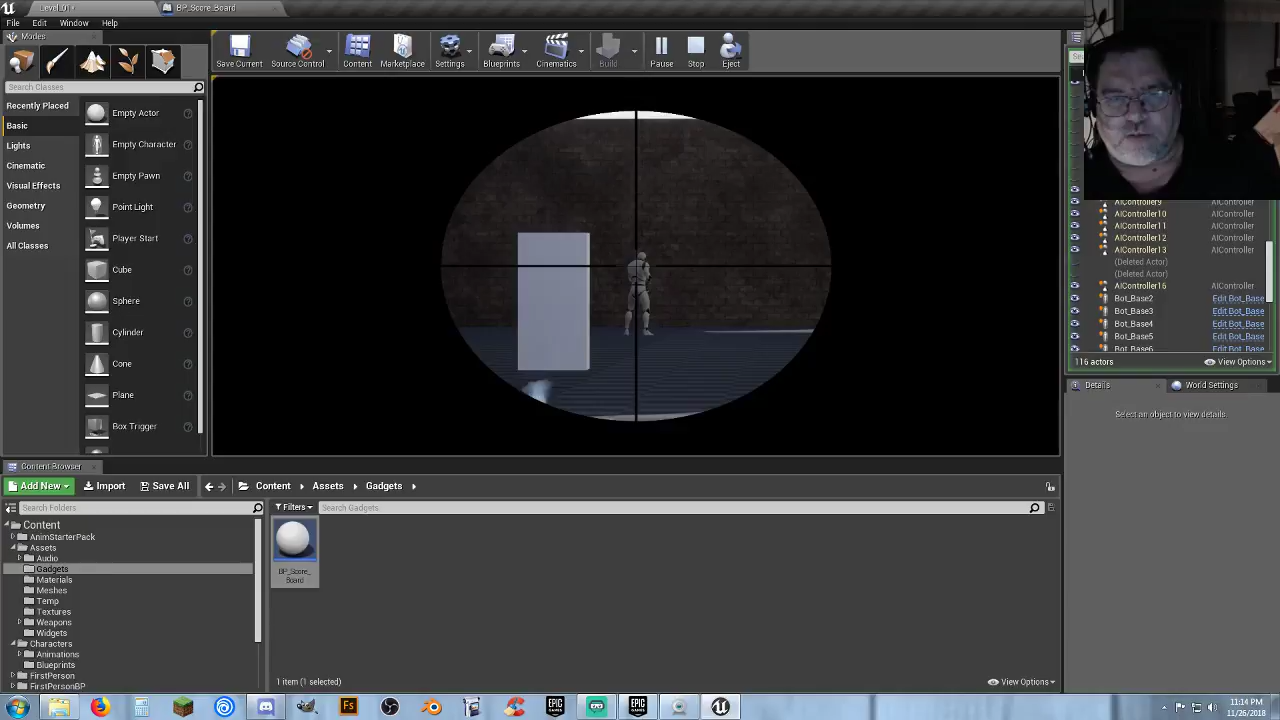 Level_01*
BP_Score_Board
File Edit Window Help
Modes
Save Current Source Control Content Marketplace Settings Blueprints Cinematics Build Pause Stop Eject
Search Classes
Recently Placed
Basic
Lights
Cinematic
Visual Effects
Geometry
Volumes
All Classes
Empty Actor
Empty Character
Empty Pawn
Point Light
Player Start
Cube
Sphere
Cylinder
Cone
Plane
Box Trigger
AIController9 AIController
AIController10 AIController
AIController11 AIController
AIController12 AIController
AIController13 AIController
(Deleted Actor)
(Deleted Actor)
AIController16 AIController
Bot_Base2 Edit Bot_Base
Bot_Base3 Edit Bot_Base
Bot_Base4 Edit Bot_Base
Bot_Base5 Edit Bot_Base
Bot_Base6 Edit Bot_Base
116 actors View Options
Details World Settings
Select an object to view details.
Content Browser
Add New Import Save All Content Assets Gadgets
Search Folders
Filters Search Gadgets
Content
AnimStarterPack
Assets
Audio
Gadgets
Materials
Meshes
Temp
Textures
Weapons
Widgets
Characters
Animations
Blueprints
FirstPerson
FirstPersonBP
BP_Score_
Board
1 item (1 selected) View Options
Fs
EPIC
GAMES
EPIC
GAMES
11:14 PM
11/26/2018